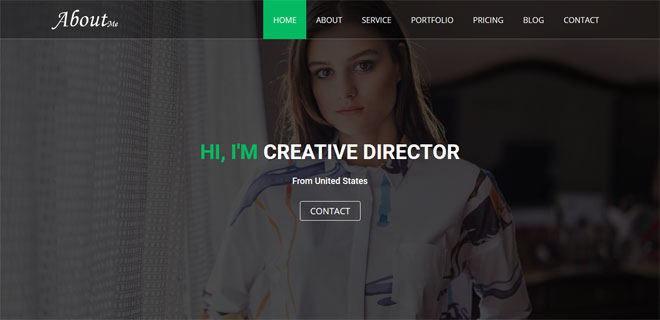 About Me
HOME ABOUT SERVICE PORTFOLIO PRICING BLOG CONTACT
HI, I'M CREATIVE DIRECTOR
From United States
CONTACT